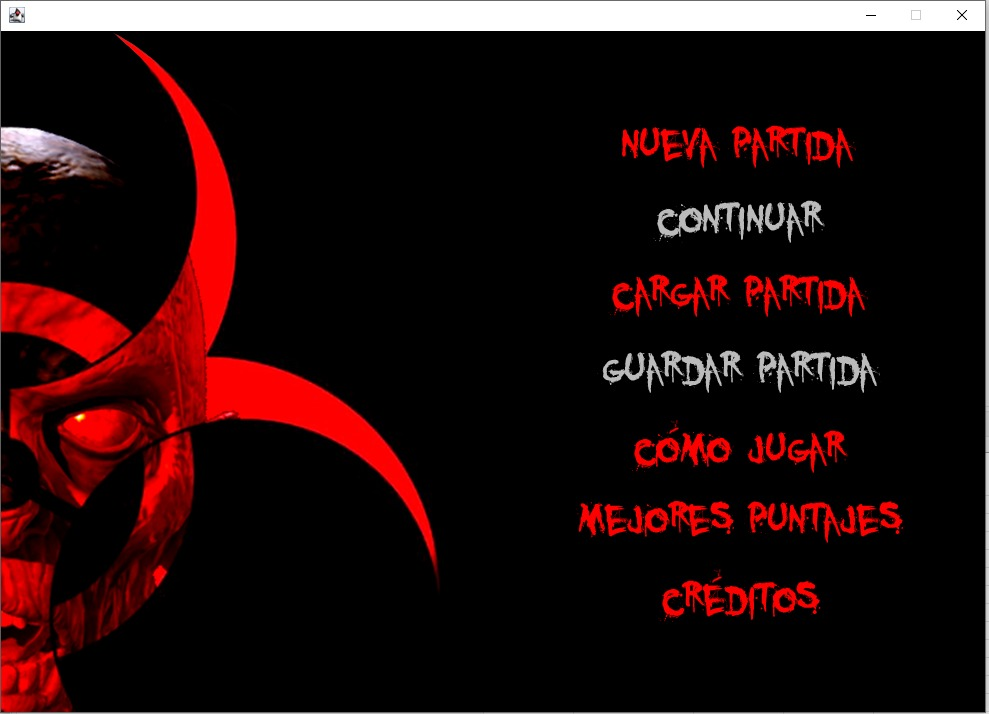 NUEVA PARTIDA
CONTINUAR
CARGAR PARTIDA
GUARDAR PARTIDA
CÓMO JUGAR
MEJORES PUNTAJES
CRÉDITOS